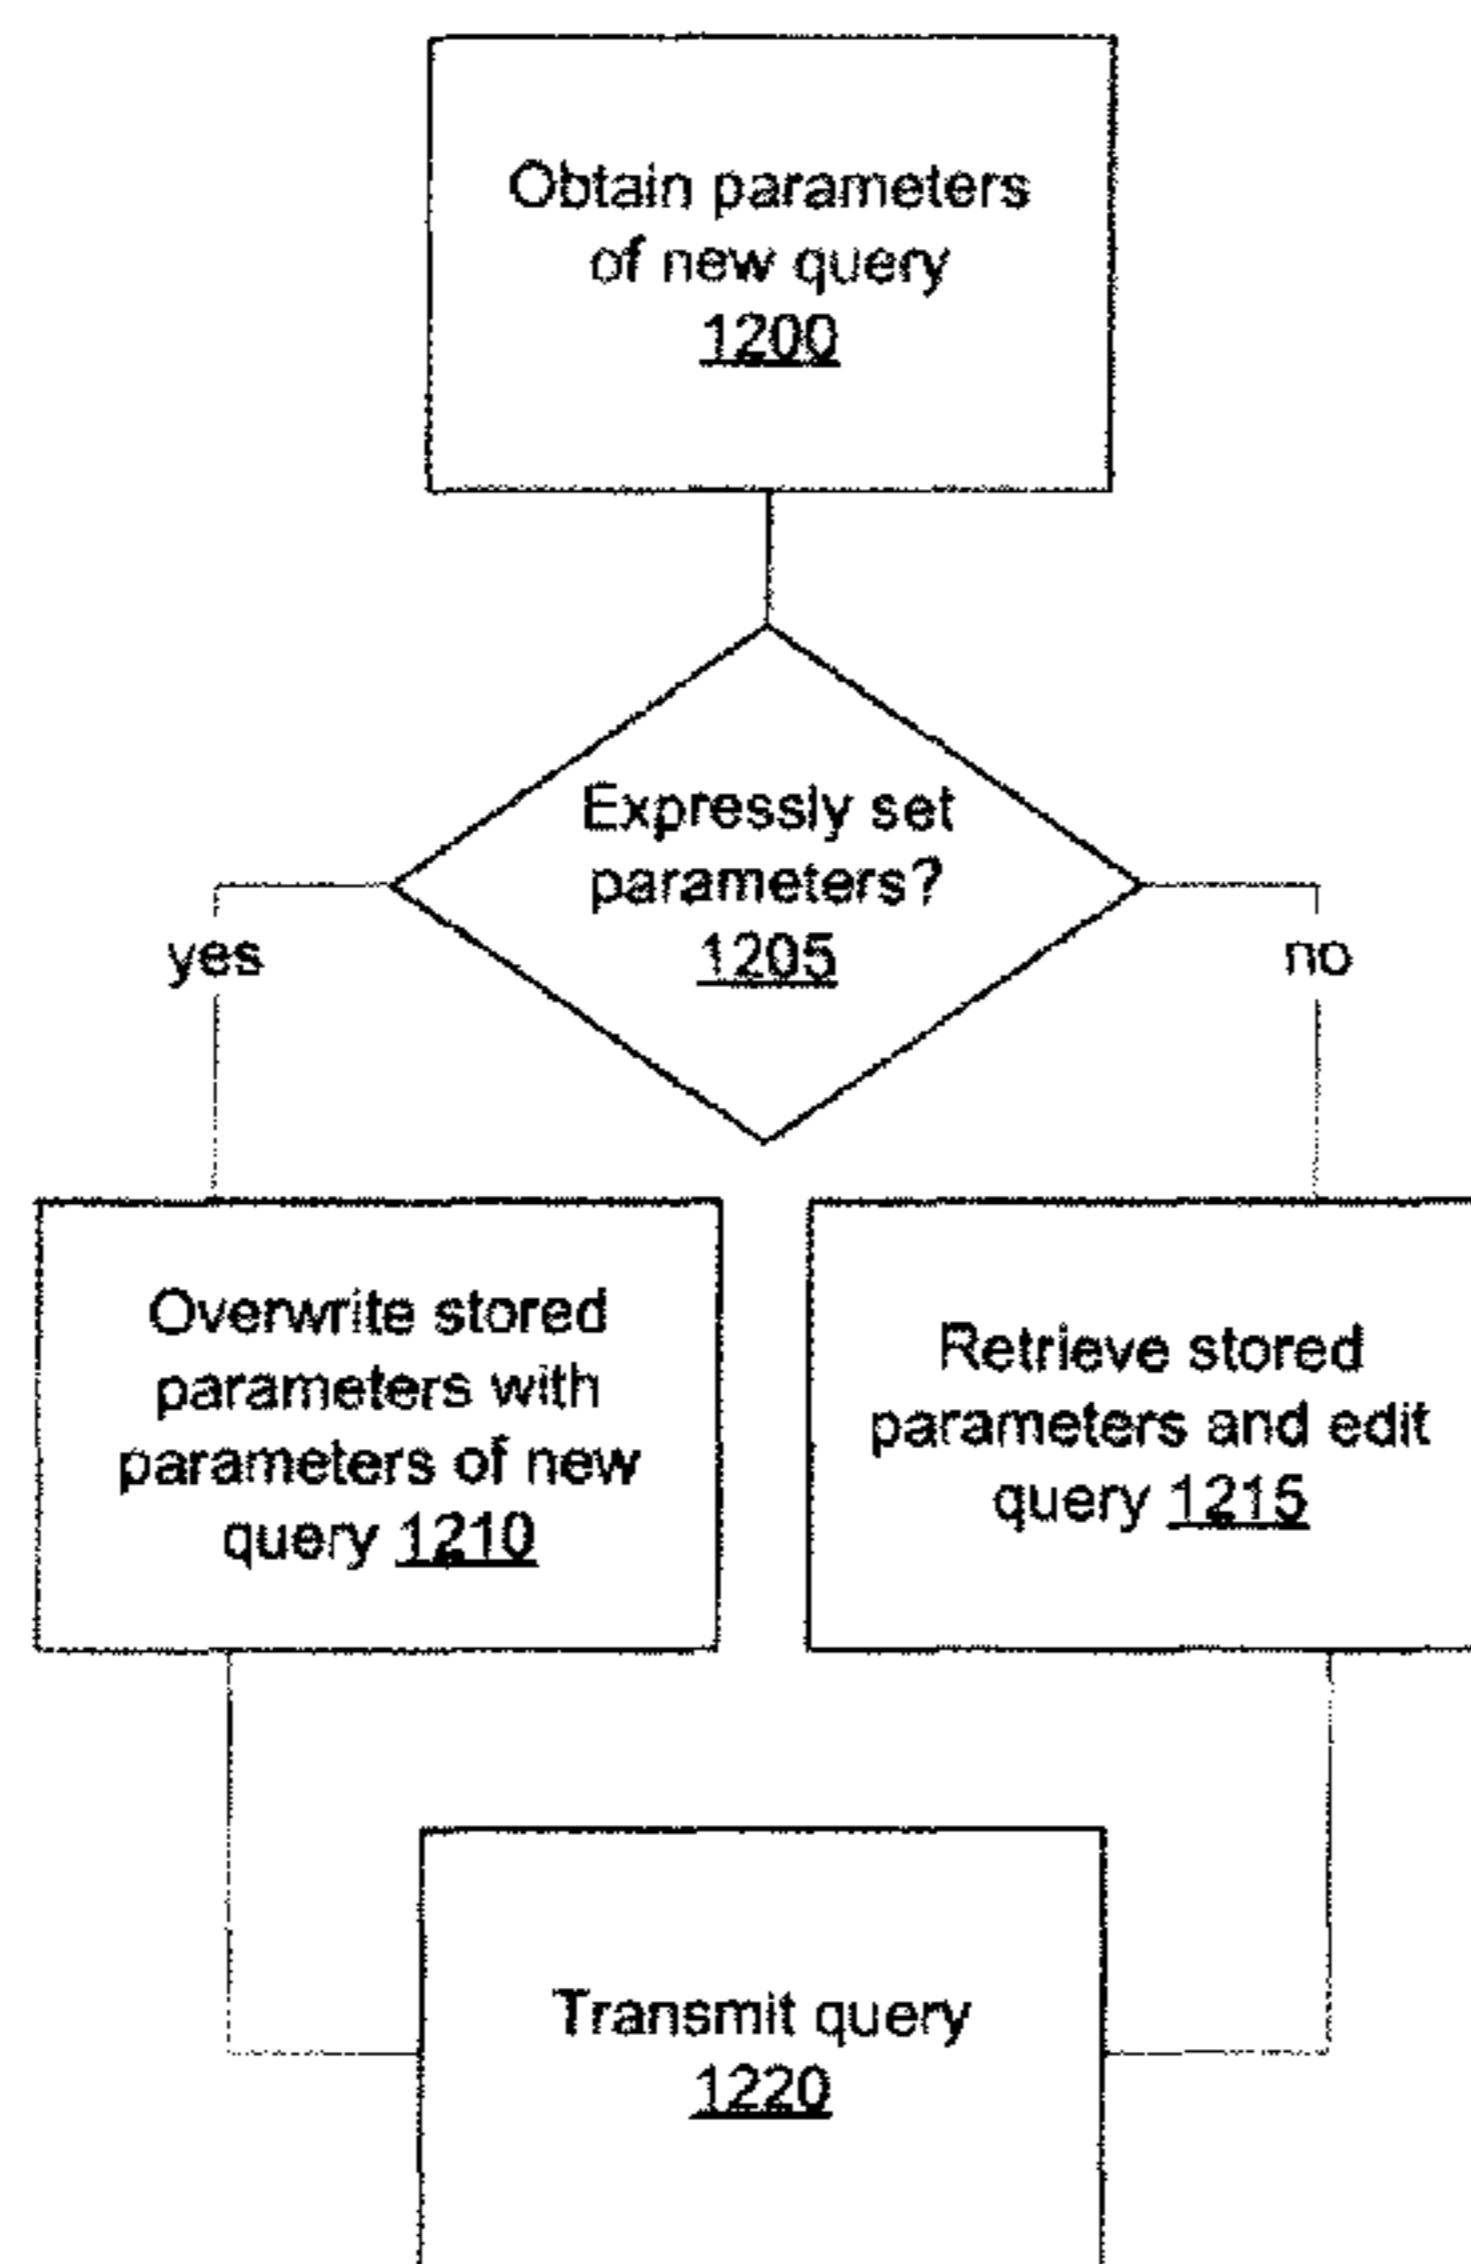 Obtain parameters
of new query
1200
Expressly set
parameters?
1205
yes
no
Overwrite stored
parameters with
parameters of new
query 1210
Retrieve stored
parameters and edit
query 1215
Transmit query
1220